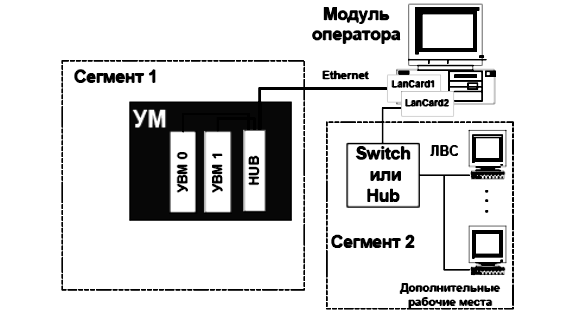 Модуль
оператора
Сегмент 1
Ethernet
LanCard1
LanCard2
УМ
УВМ 0
УВМ 1
HUB
Switch
или
Hub
ЛВС
Сегмент 2
Дополнительные
рабочие места